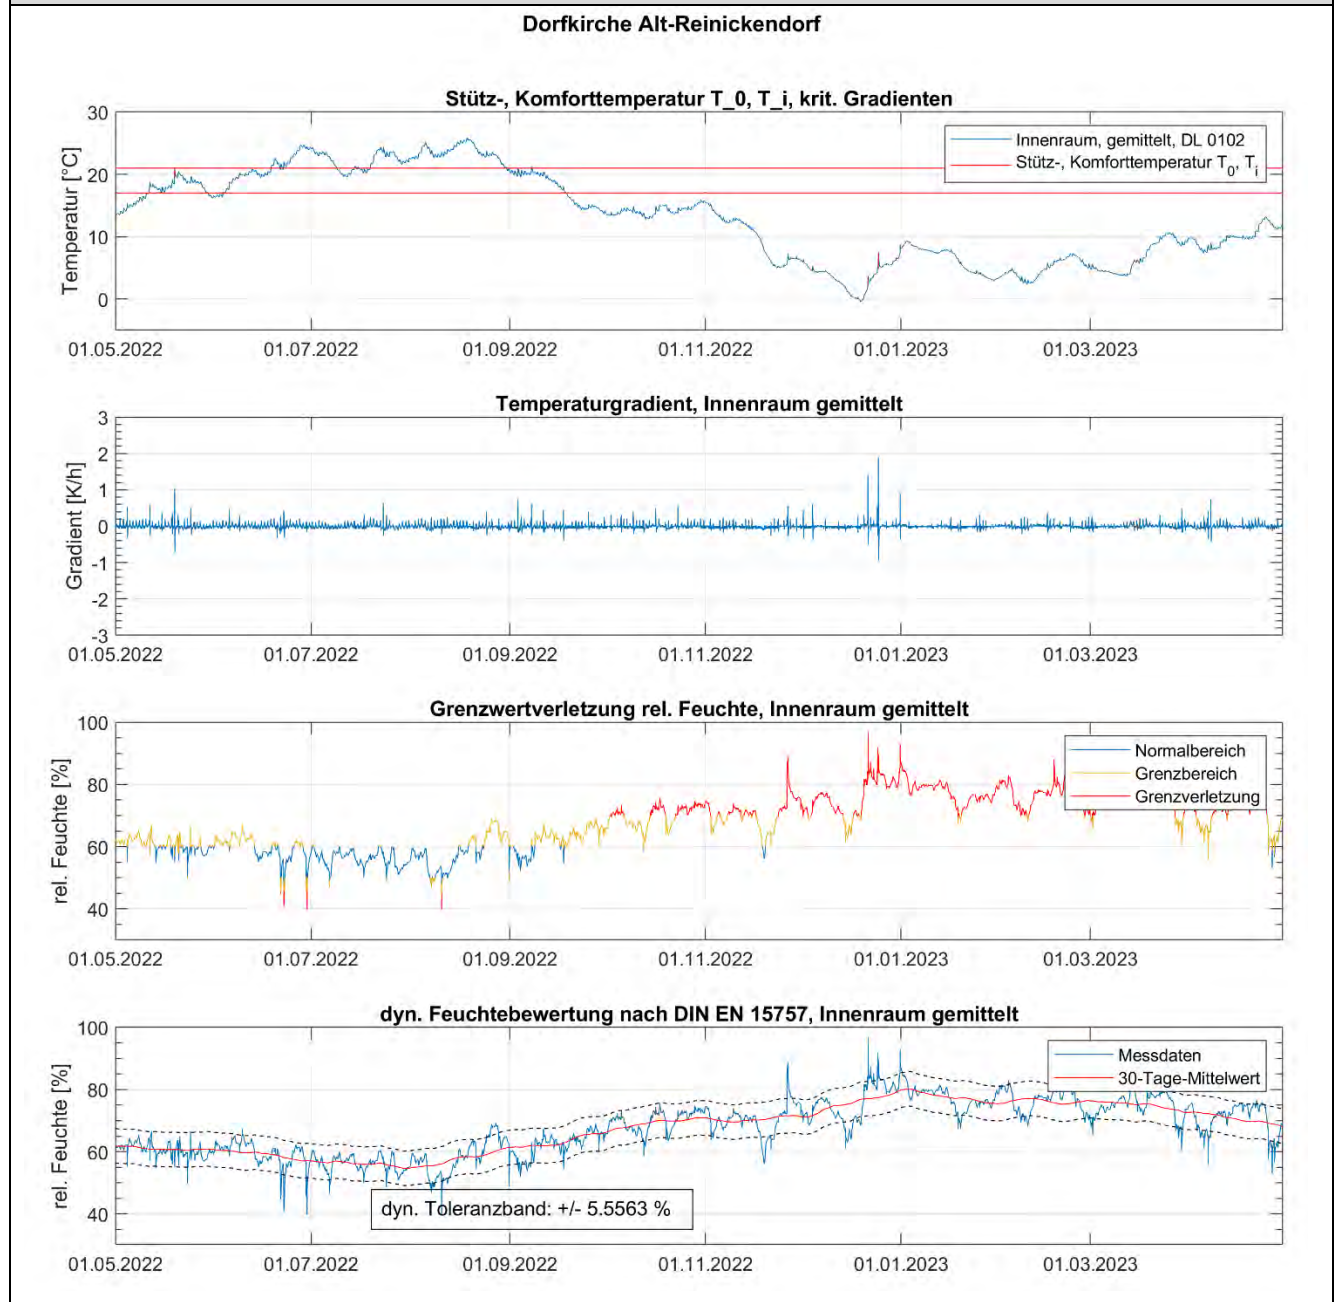 Dorfkirche Alt-Reinickendorf
Stütz-, Komforttemperatur T_0, T_i, krit. Gradienten
Temperatur [°C]
30
20
10
0
Innenraum, gemittelt, DL 0102
Stütz-, Komforttemperatur T0, Ti
01.05.2022 01.07.2022 01.09.2022 01.11.2022 01.01.2023 01.03.2023
Temperaturgradient, Innenraum gemittelt
Gradient [K/h]
3
2
1
0
-1
-2
-3
01.05.2022 01.07.2022 01.09.2022 01.11.2022 01.01.2023 01.03.2023
Grenzwertverletzung rel. Feuchte, Innenraum gemittelt
rel. Feuchte [%]
100
80
60
40
Normalbereich
Grenzbereich
Grenzverletzung
01.05.2022 01.07.2022 01.09.2022 01.11.2022 01.01.2023 01.03.2023
dyn. Feuchtebewertung nach DIN EN 15757, Innenraum gemittelt
rel. Feuchte [%]
100
80
60
40
Messdaten
30-Tage-Mittelwert
dyn. Toleranzband: +/- 5.5563 %
01.05.2022 01.07.2022 01.09.2022 01.11.2022 01.01.2023 01.03.2023